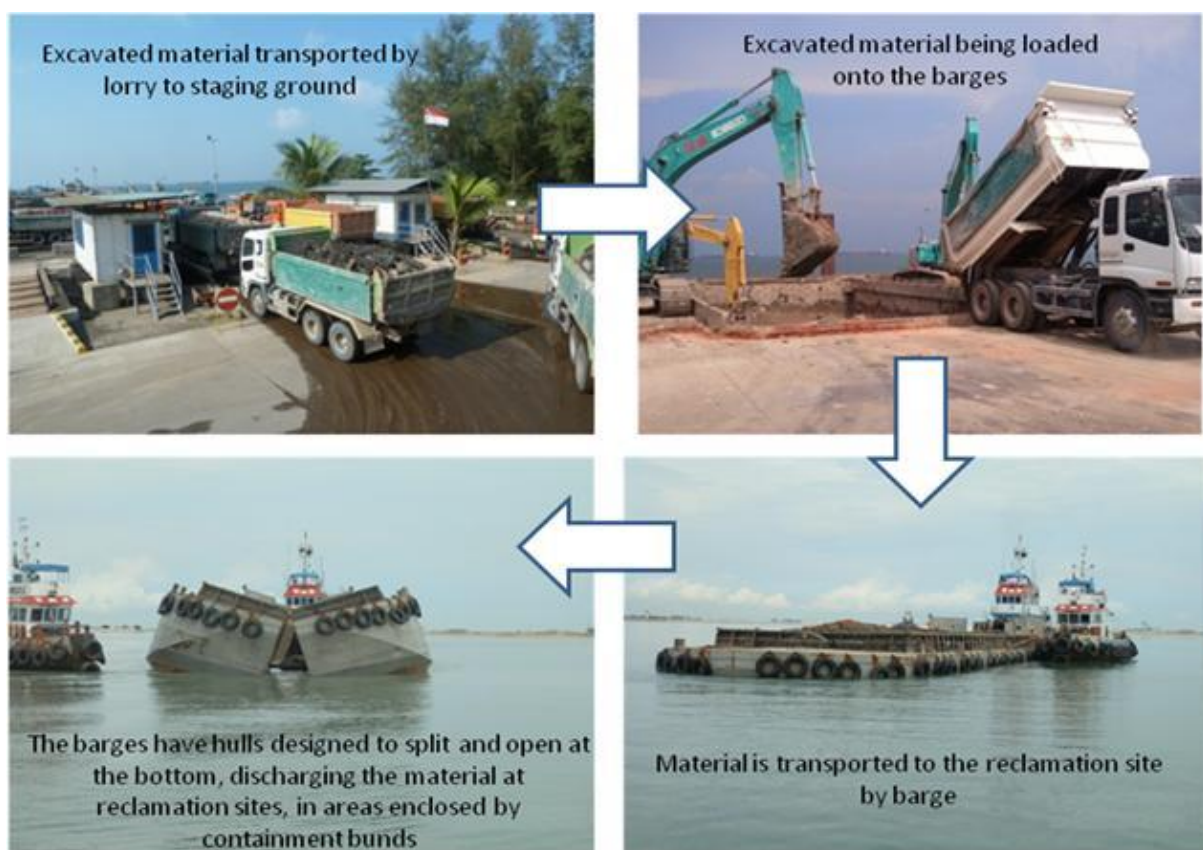 Excavated material transported by
lorry to staging ground
Excavated material being loaded
onto the barges
Material is transported to the reclamation site
by barge
The barges have hulls designed to split and open at
the bottom, discharging the material at
reclamation sites, in areas enclosed by
containment bunds